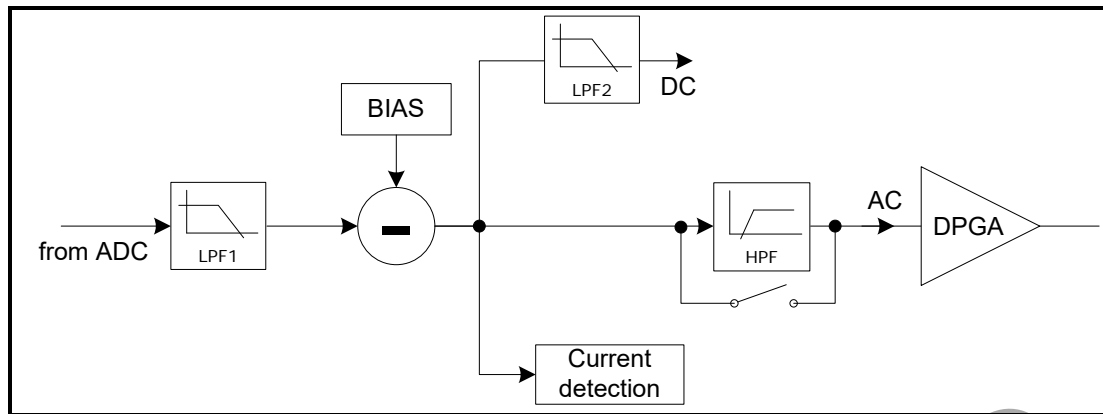 LPF2
DC
BIAS
from ADC
LPF1
HPF
AC
DPGA
Current
detection